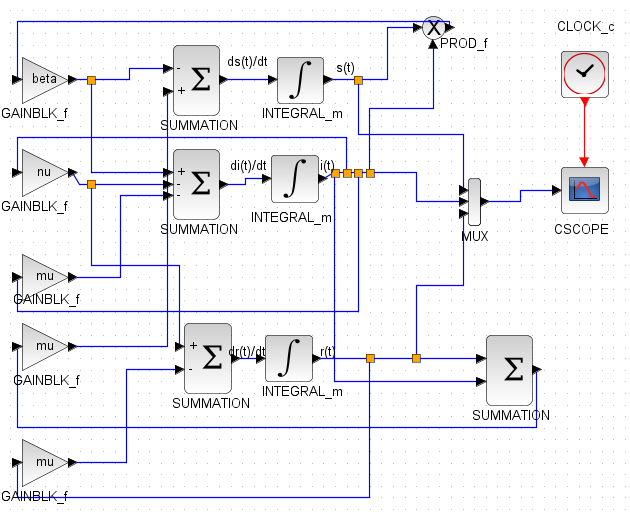 CLOCK_c
X
PROD_f
ds(t)/dt
s(t)
beta
-
+
Σ
∫
GAINBLK_f
SUMMATION
INTEGRAL_m
di(t)/dt
i(t)
nu
+
-
-
Σ
∫
GAINBLK_f
SUMMATION
INTEGRAL_m
MUX
CSCOPE
mu
GAINBLK_f
mu
+
-
Σ
dr(t)/dt
∫
r(t)
Σ
GAINBLK_f
SUMMATION
INTEGRAL_m
SUMMATION
mu
GAINBLK_f